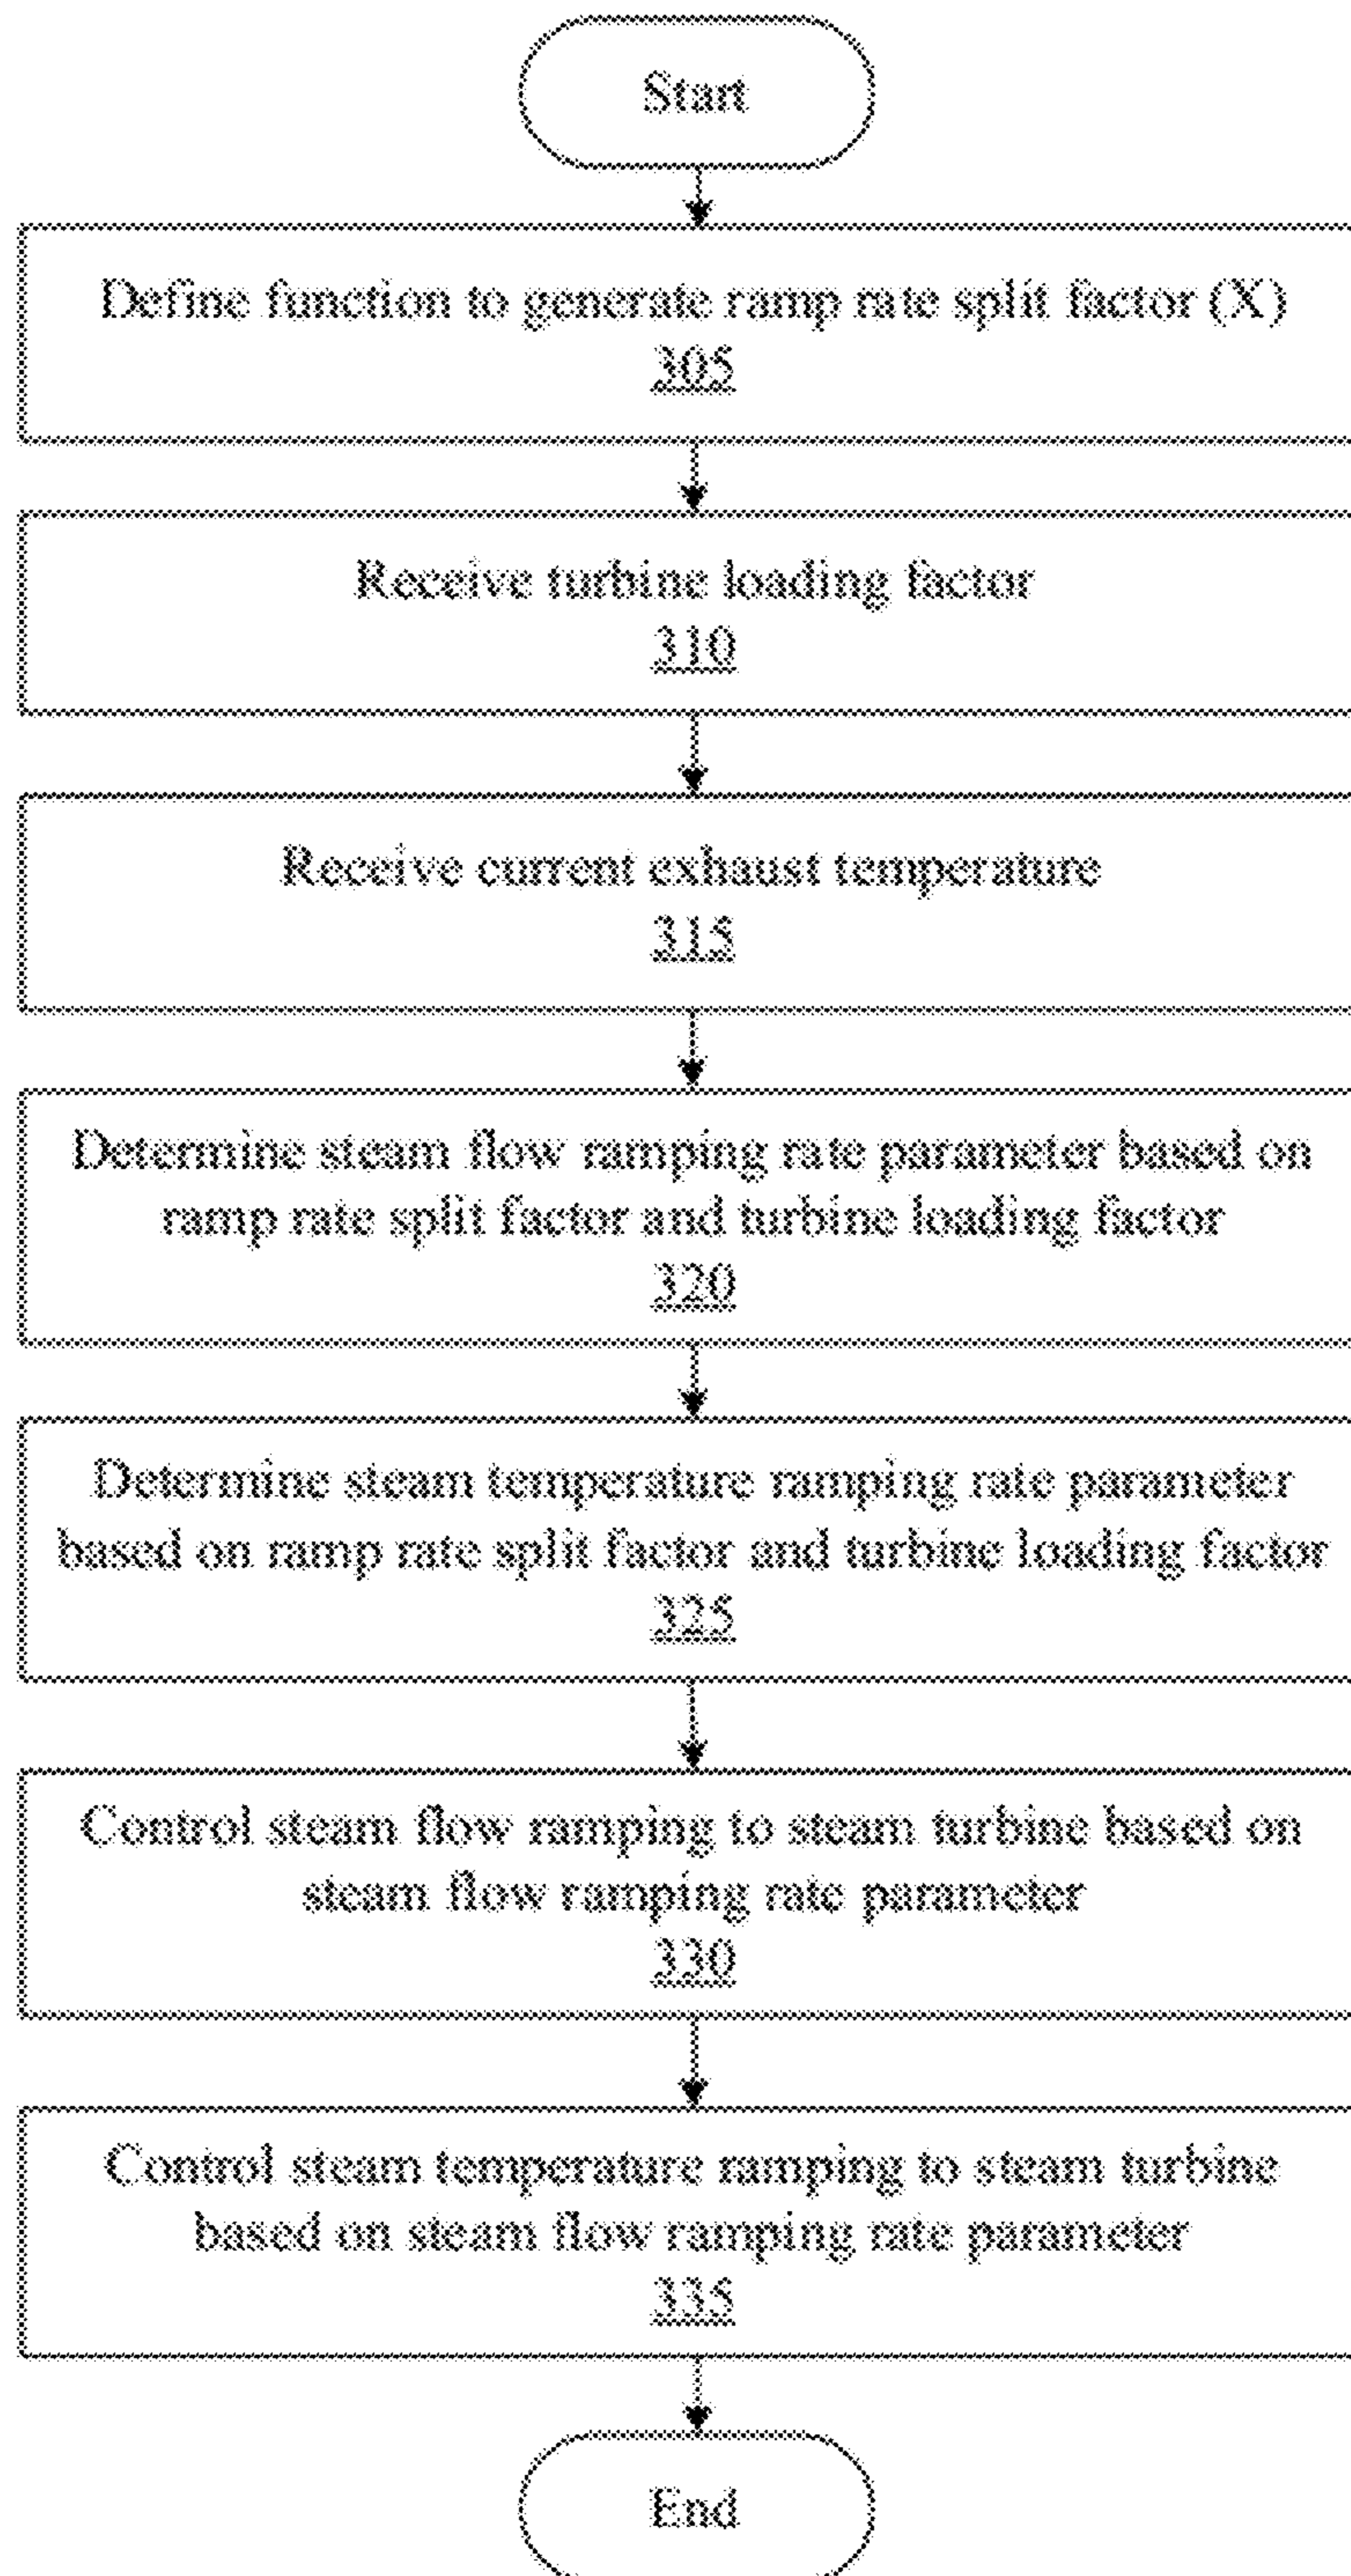 Start
Define function to generate ramp rate split factor (X)
305
Receive turbine loading factor
310
Receive current exhaust temperature
315
Determine steam flow ramping rate parameter based on
ramp rate split factor and turbine loading factor
320
Determine steam temperature ramping rate parameter
based on ramp rate split factor and turbine loading factor
325
Control steam flow ramping to steam turbine based on
steam flow ramping rate parameter
330
Control steam temperature ramping to steam turbine
based on steam flow ramping rate parameter
335
End